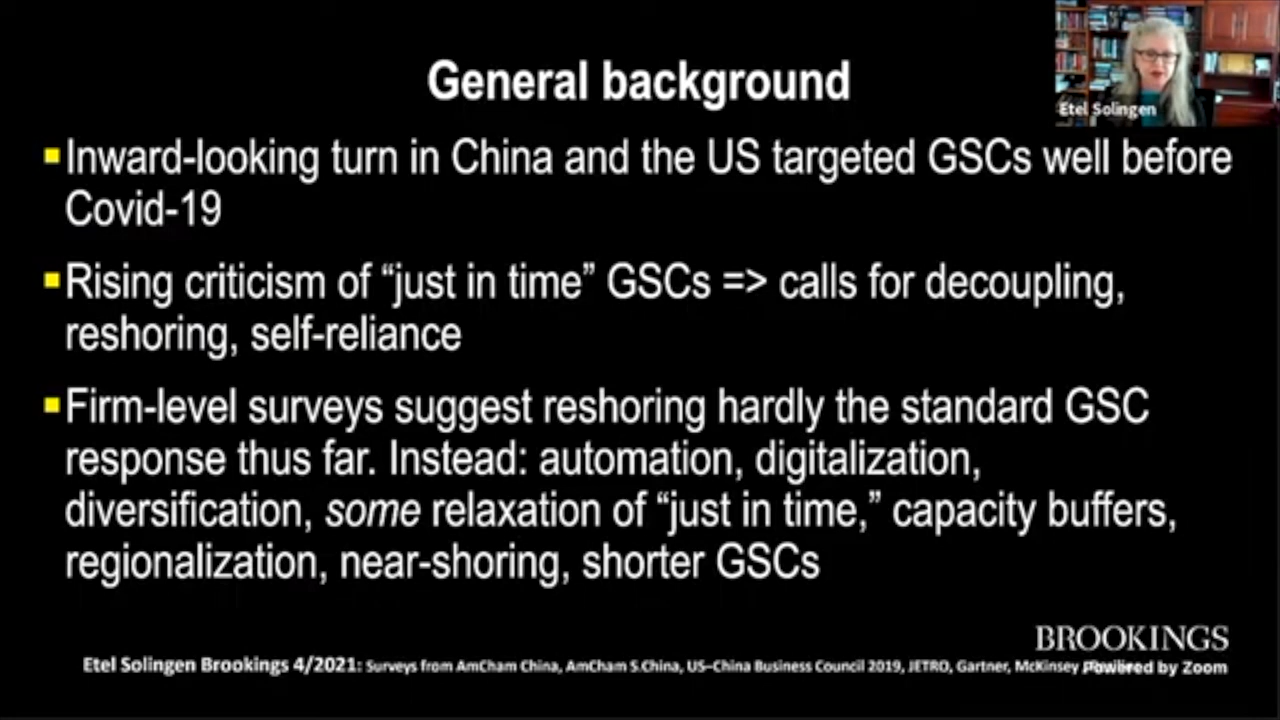 General background
Etel Solingen
Inward-looking turn in China and the US targeted GSCs well before
Covid-19
Rising criticism of “just in time” GSCs => calls for decoupling,
reshoring, self-reliance
Firm-level surveys suggest reshoring hardly the standard GSC
response thus far. Instead: automation, digitalization,
diversification, some relaxation of “just in time,” capacity buffers,
regionalization, near-shoring, shorter GSCs
BROOKINGS
Etel Solingen Brookings 4/2021: Surveys from AmCham China, AmCham S.China, US–China Business Council 2019, JETRO, Gartner, McKinsey
Powered by Zoom